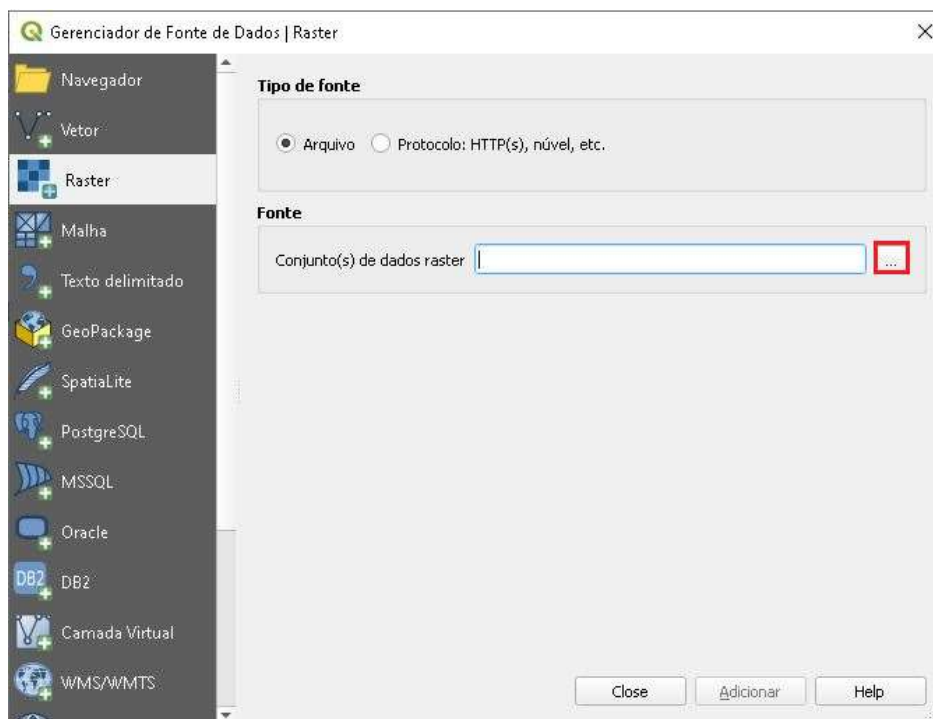 Gerenciador de Fonte de Dados | Raster
Navegador
Vetor
Raster
Malha
Texto delimitado
GeoPackage
SpatiaLite
PostgreSQL
MSSQL
Oracle
DB2
DB2
Camada Virtual
WMS/WMTS
Tipo de fonte
Arquivo
Protocolo: HTTP(s), núvel, etc.
Fonte
Conjunto(s) de dados raster
...
Close
Adicionar
Help